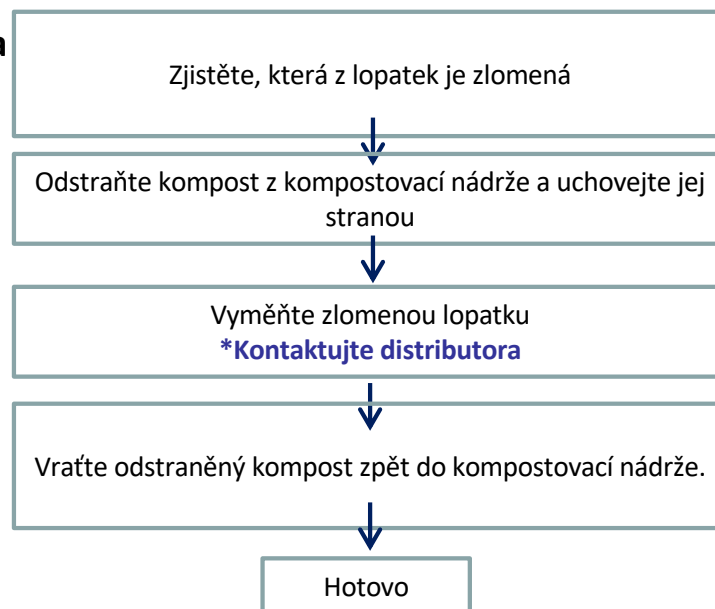 a
Zjistěte, která z lopatek je zlomená
Odstraňte kompost z kompostovací nádrže a uchovejte jej
stranou
Vyměňte zlomenou lopatku
*Kontaktujte distributora
Vraťte odstraněný kompost zpět do kompostovací nádrže.
Hotovo